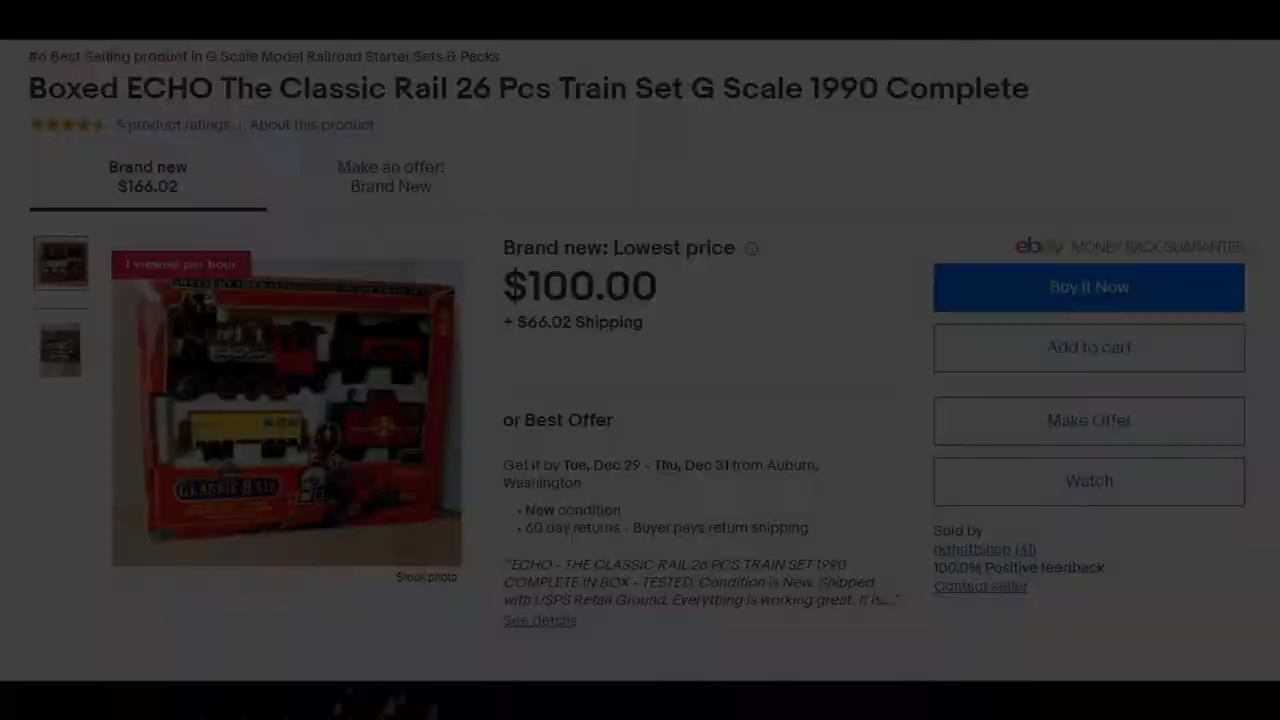 #6 Best Selling product in G Scale Model Railroad Starter Sets & Packs
Boxed ECHO The Classic Rail 26 Pcs Train Set G Scale 1990 Complete
5 product ratings | About this product
Brand new
$166.02
Make an offer:
Brand New
1 viewed per hour
CLASSIC RAIL
Stock photo
Brand new: Lowest price
$100.00
+ $66.02 Shipping
or Best Offer
Get it by Tue, Dec 29 - Thu, Dec 31 from Auburn,
Washington
• New condition
• 60 day returns - Buyer pays return shipping
"ECHO - THE CLASSIC RAIL 26 PCS TRAIN SET 1990
COMPLETE IN BOX - TESTED. Condition is New. Shipped
with USPS Retail Ground. Everything is working great. It is..."
See details
ebay MONEY BACK GUARANTEE
Buy It Now
Add to cart
Make Offer
Watch
Sold by
(41)
100.0% Positive feedback
Contact seller